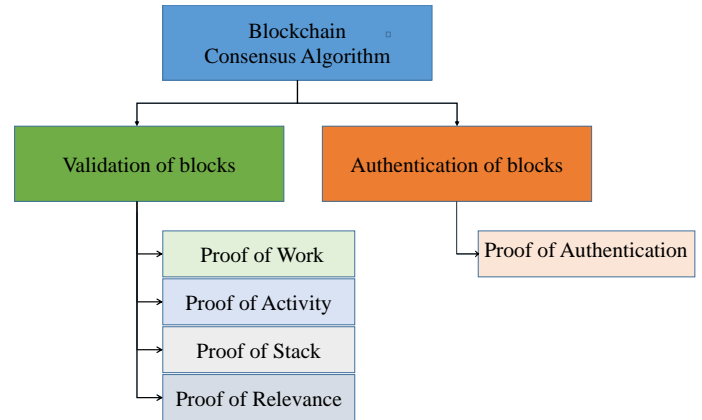 Blockchain
Consensus Algorithm
Validation of blocks
Authentication of blocks
Proof of Work
Proof of Authentication
Proof of Activity
Proof of Stack
Proof of Relevance